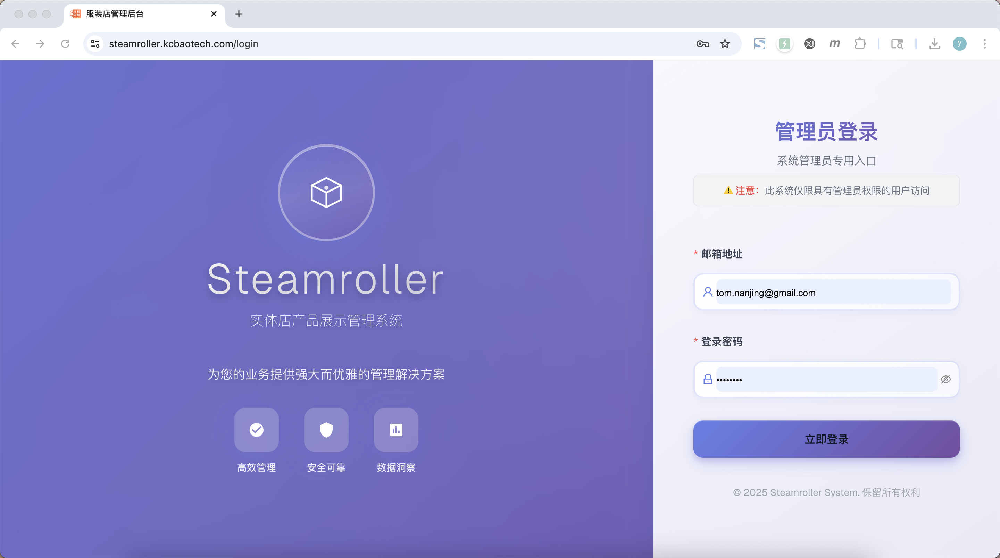 服装店管理后台
steamroller.kcbaotech.com/login
y
Steamroller
实体店产品展示管理系统
为您的业务提供强大而优雅的管理解决方案
高效管理
安全可靠
数据洞察
管理员登录
系统管理员专用入口
⚠️ 注意： 此系统仅限具有管理员权限的用户访问
* 邮箱地址
tom.nanjing@gmail.com
* 登录密码
••••••••
立即登录
© 2025 Steamroller System. 保留所有权利